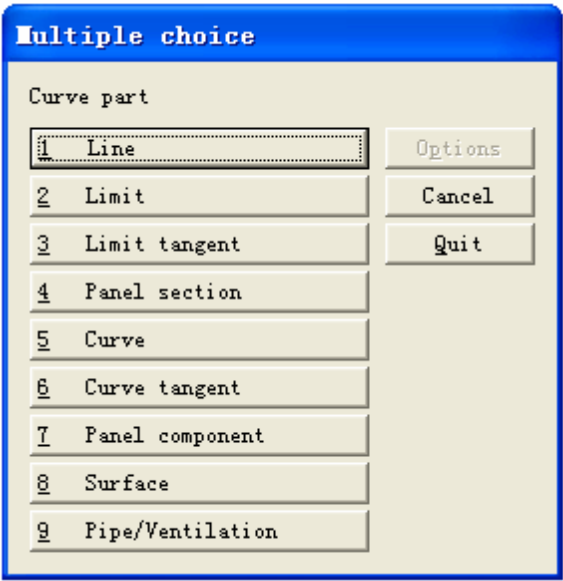 Multiple choice
Curve part
1 Line
2 Limit
3 Limit tangent
4 Panel section
5 Curve
6 Curve tangent
7 Panel component
8 Surface
9 Pipe/Ventilation
Options
Cancel
Quit